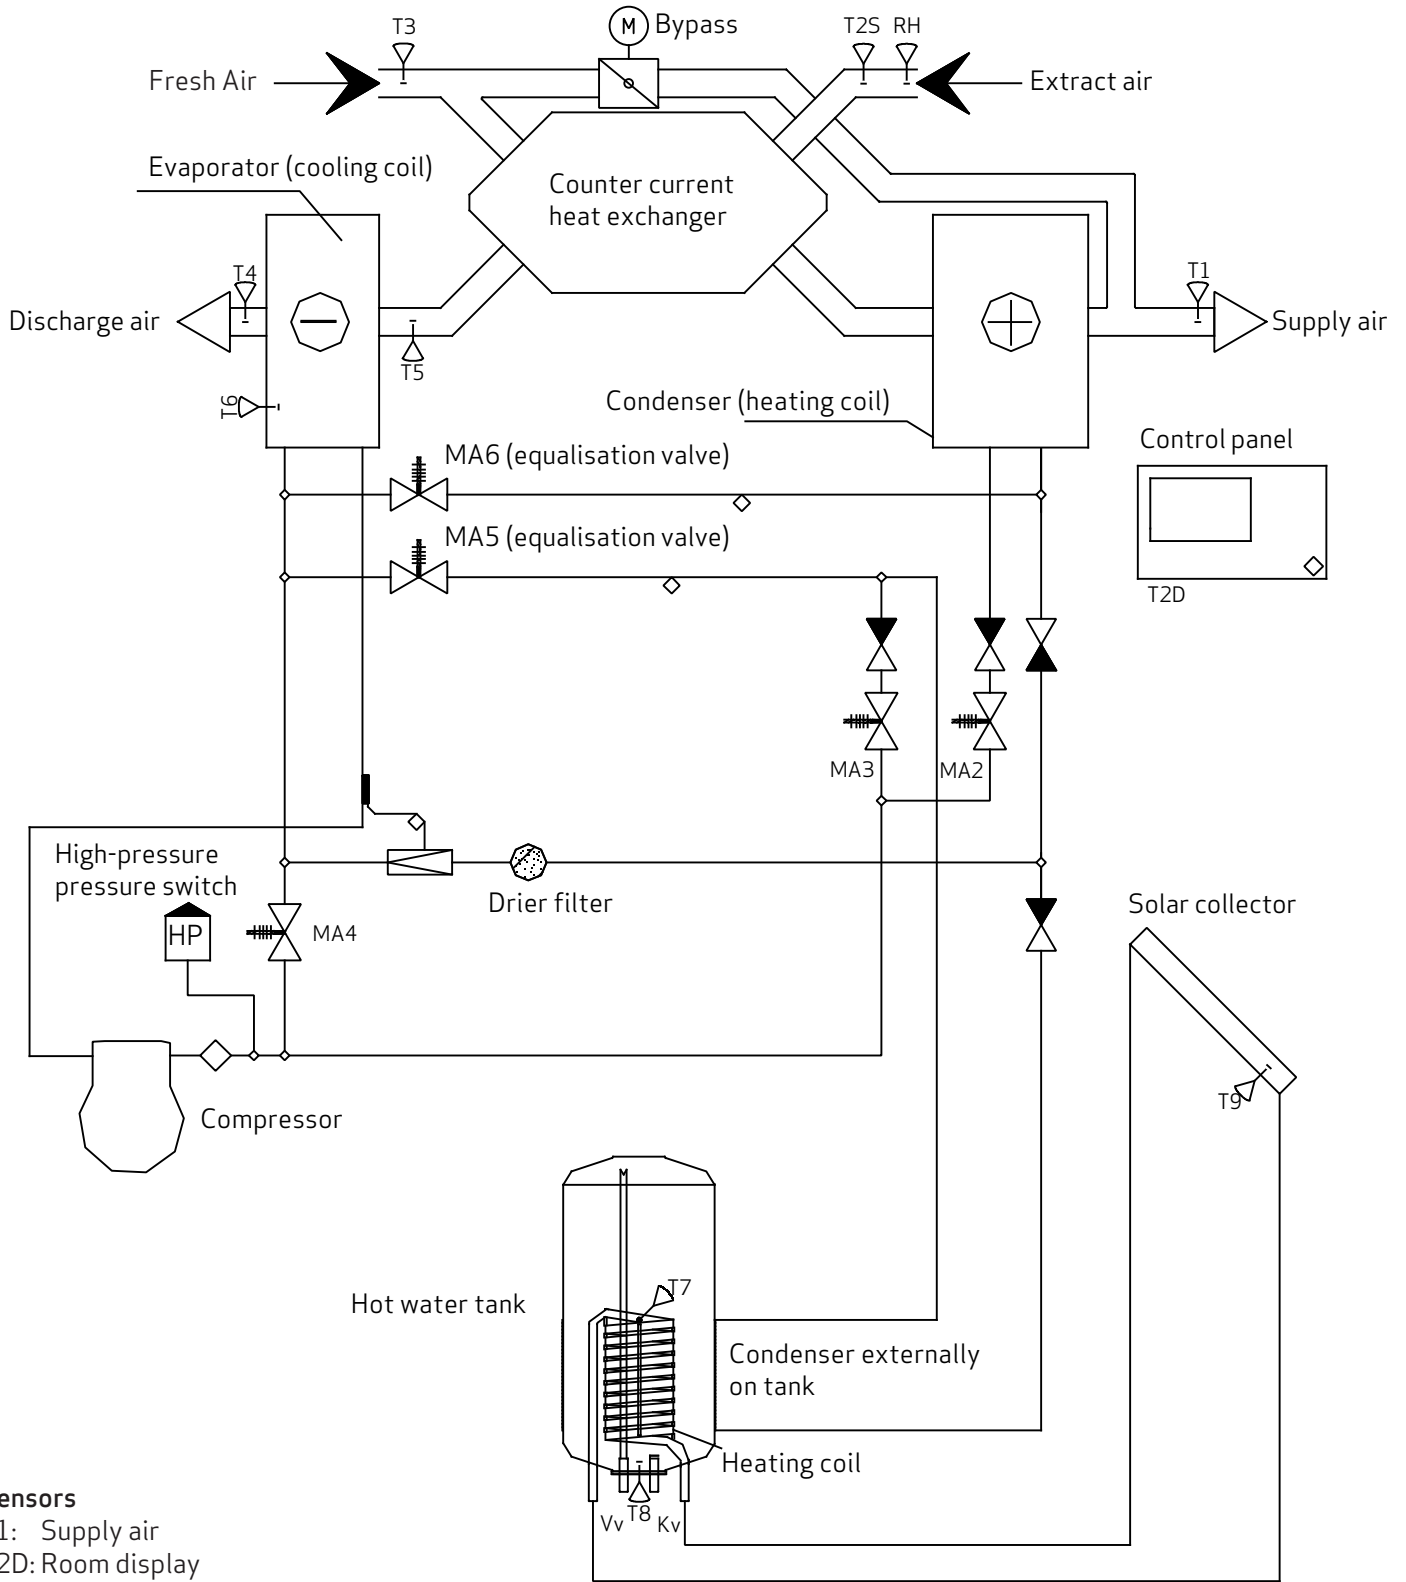 T3
M
Bypass
T2S
RH
Fresh Air
Extract air
Evaporator (cooling coil)
Counter current
heat exchanger
T4
T1
Discharge air
Supply air
T5
T6
Condenser (heating coil)
Control panel
MA6 (equalisation valve)
MA5 (equalisation valve)
T2D
MA3
MA2
High-pressure
pressure switch
HP
Drier filter
MA4
Solar collector
T9
Compressor
T7
Hot water tank
Condenser externally
on tank
Heating coil
Vv
T8
Kv
ensors
1: Supply air
2D: Room display